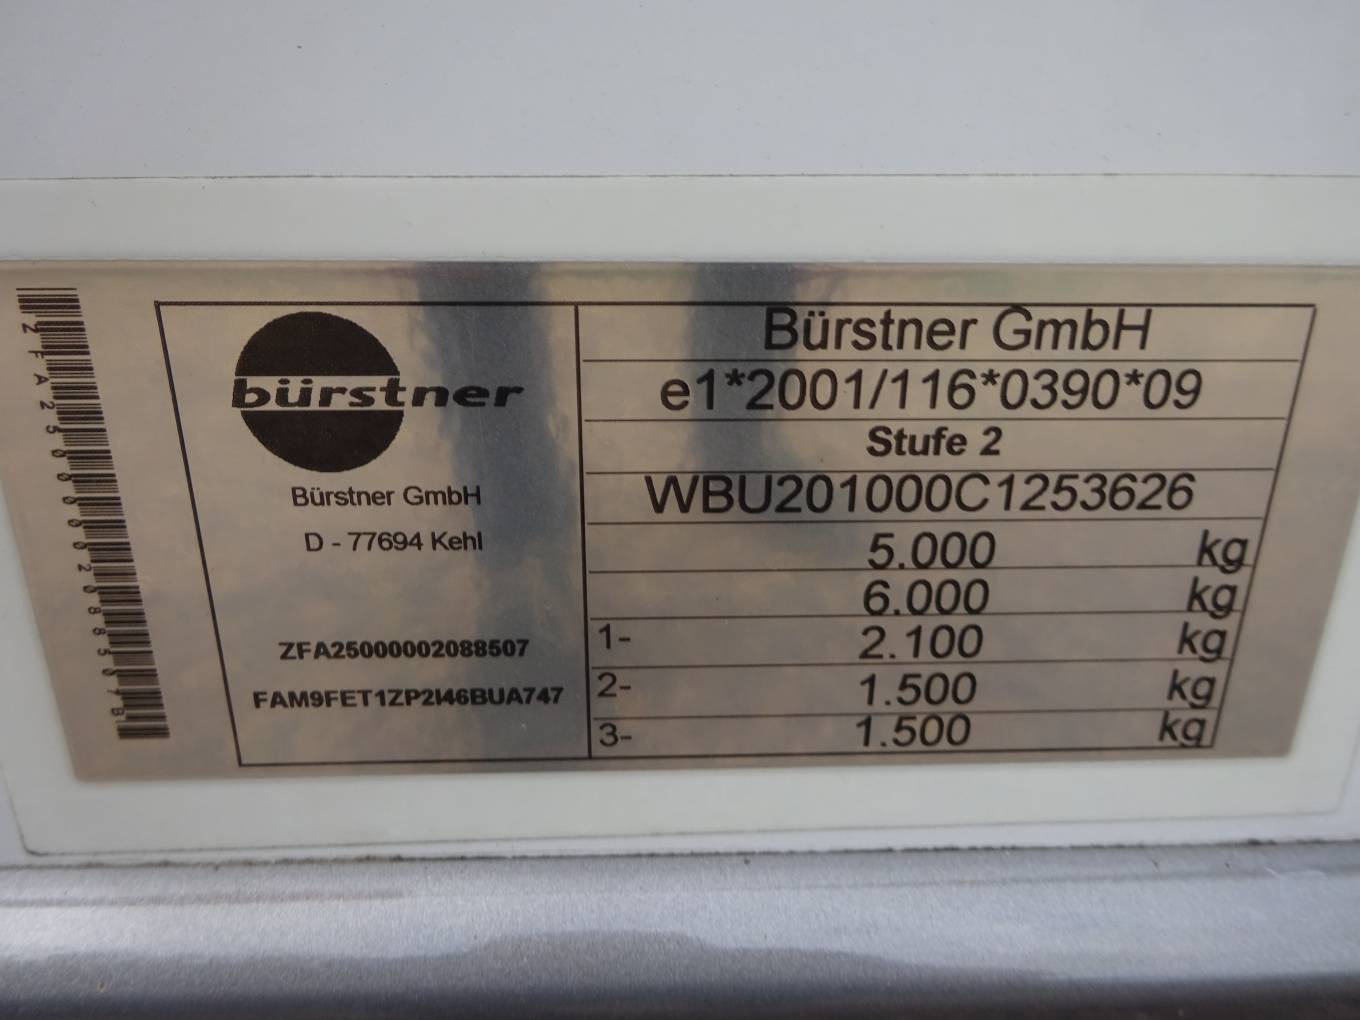 ZFA25000002088507B
bürstner
Bürstner GmbH
D - 77694 Kehl
ZFA25000002088507
FAM9FET1ZP2I46BUA747
Bürstner GmbH
e1*2001/116*0390*09
Stufe 2
WBU201000C1253626
5.000 kg
6.000 kg
1- 2.100 kg
2- 1.500 kg
3- 1.500 kg